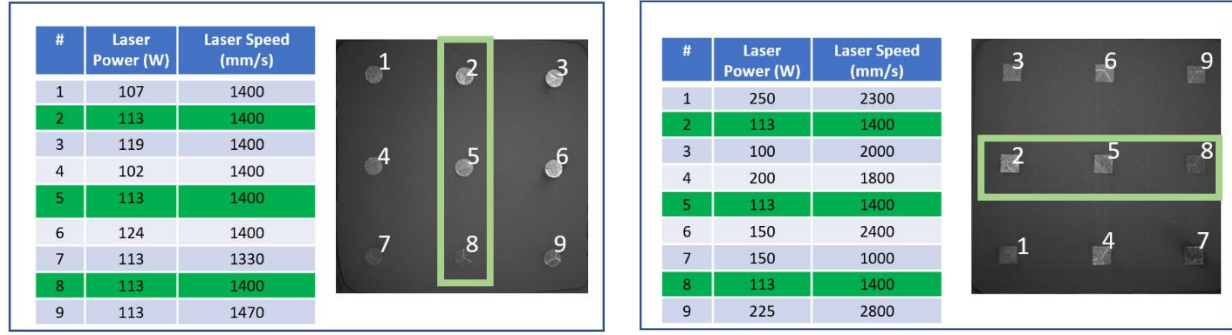 # Laser Power (W) Laser Speed (mm/s)
1 107 1400
2 113 1400
3 119 1400
4 102 1400
5 113 1400
6 124 1400
7 113 1330
8 113 1400
9 113 1470
1 2 3
4 5 6
7 8 9
# Laser Power (W) Laser Speed (mm/s)
1 250 2300
2 113 1400
3 100 2000
4 200 1800
5 113 1400
6 150 2400
7 150 1000
8 113 1400
9 225 2800
3 6 9
2 5 8
1 4 7